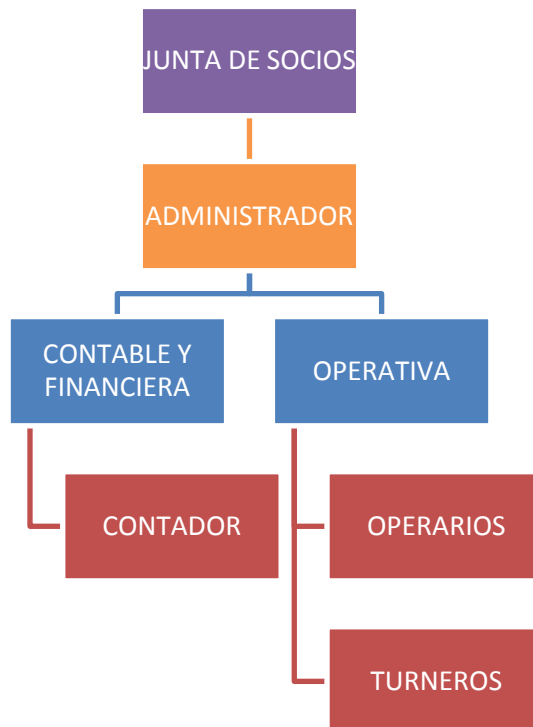 JUNTA DE SOCIOS
ADMINISTRADOR
CONTABLE Y
FINANCIERA
OPERATIVA
CONTADOR
OPERARIOS
TURNEROS